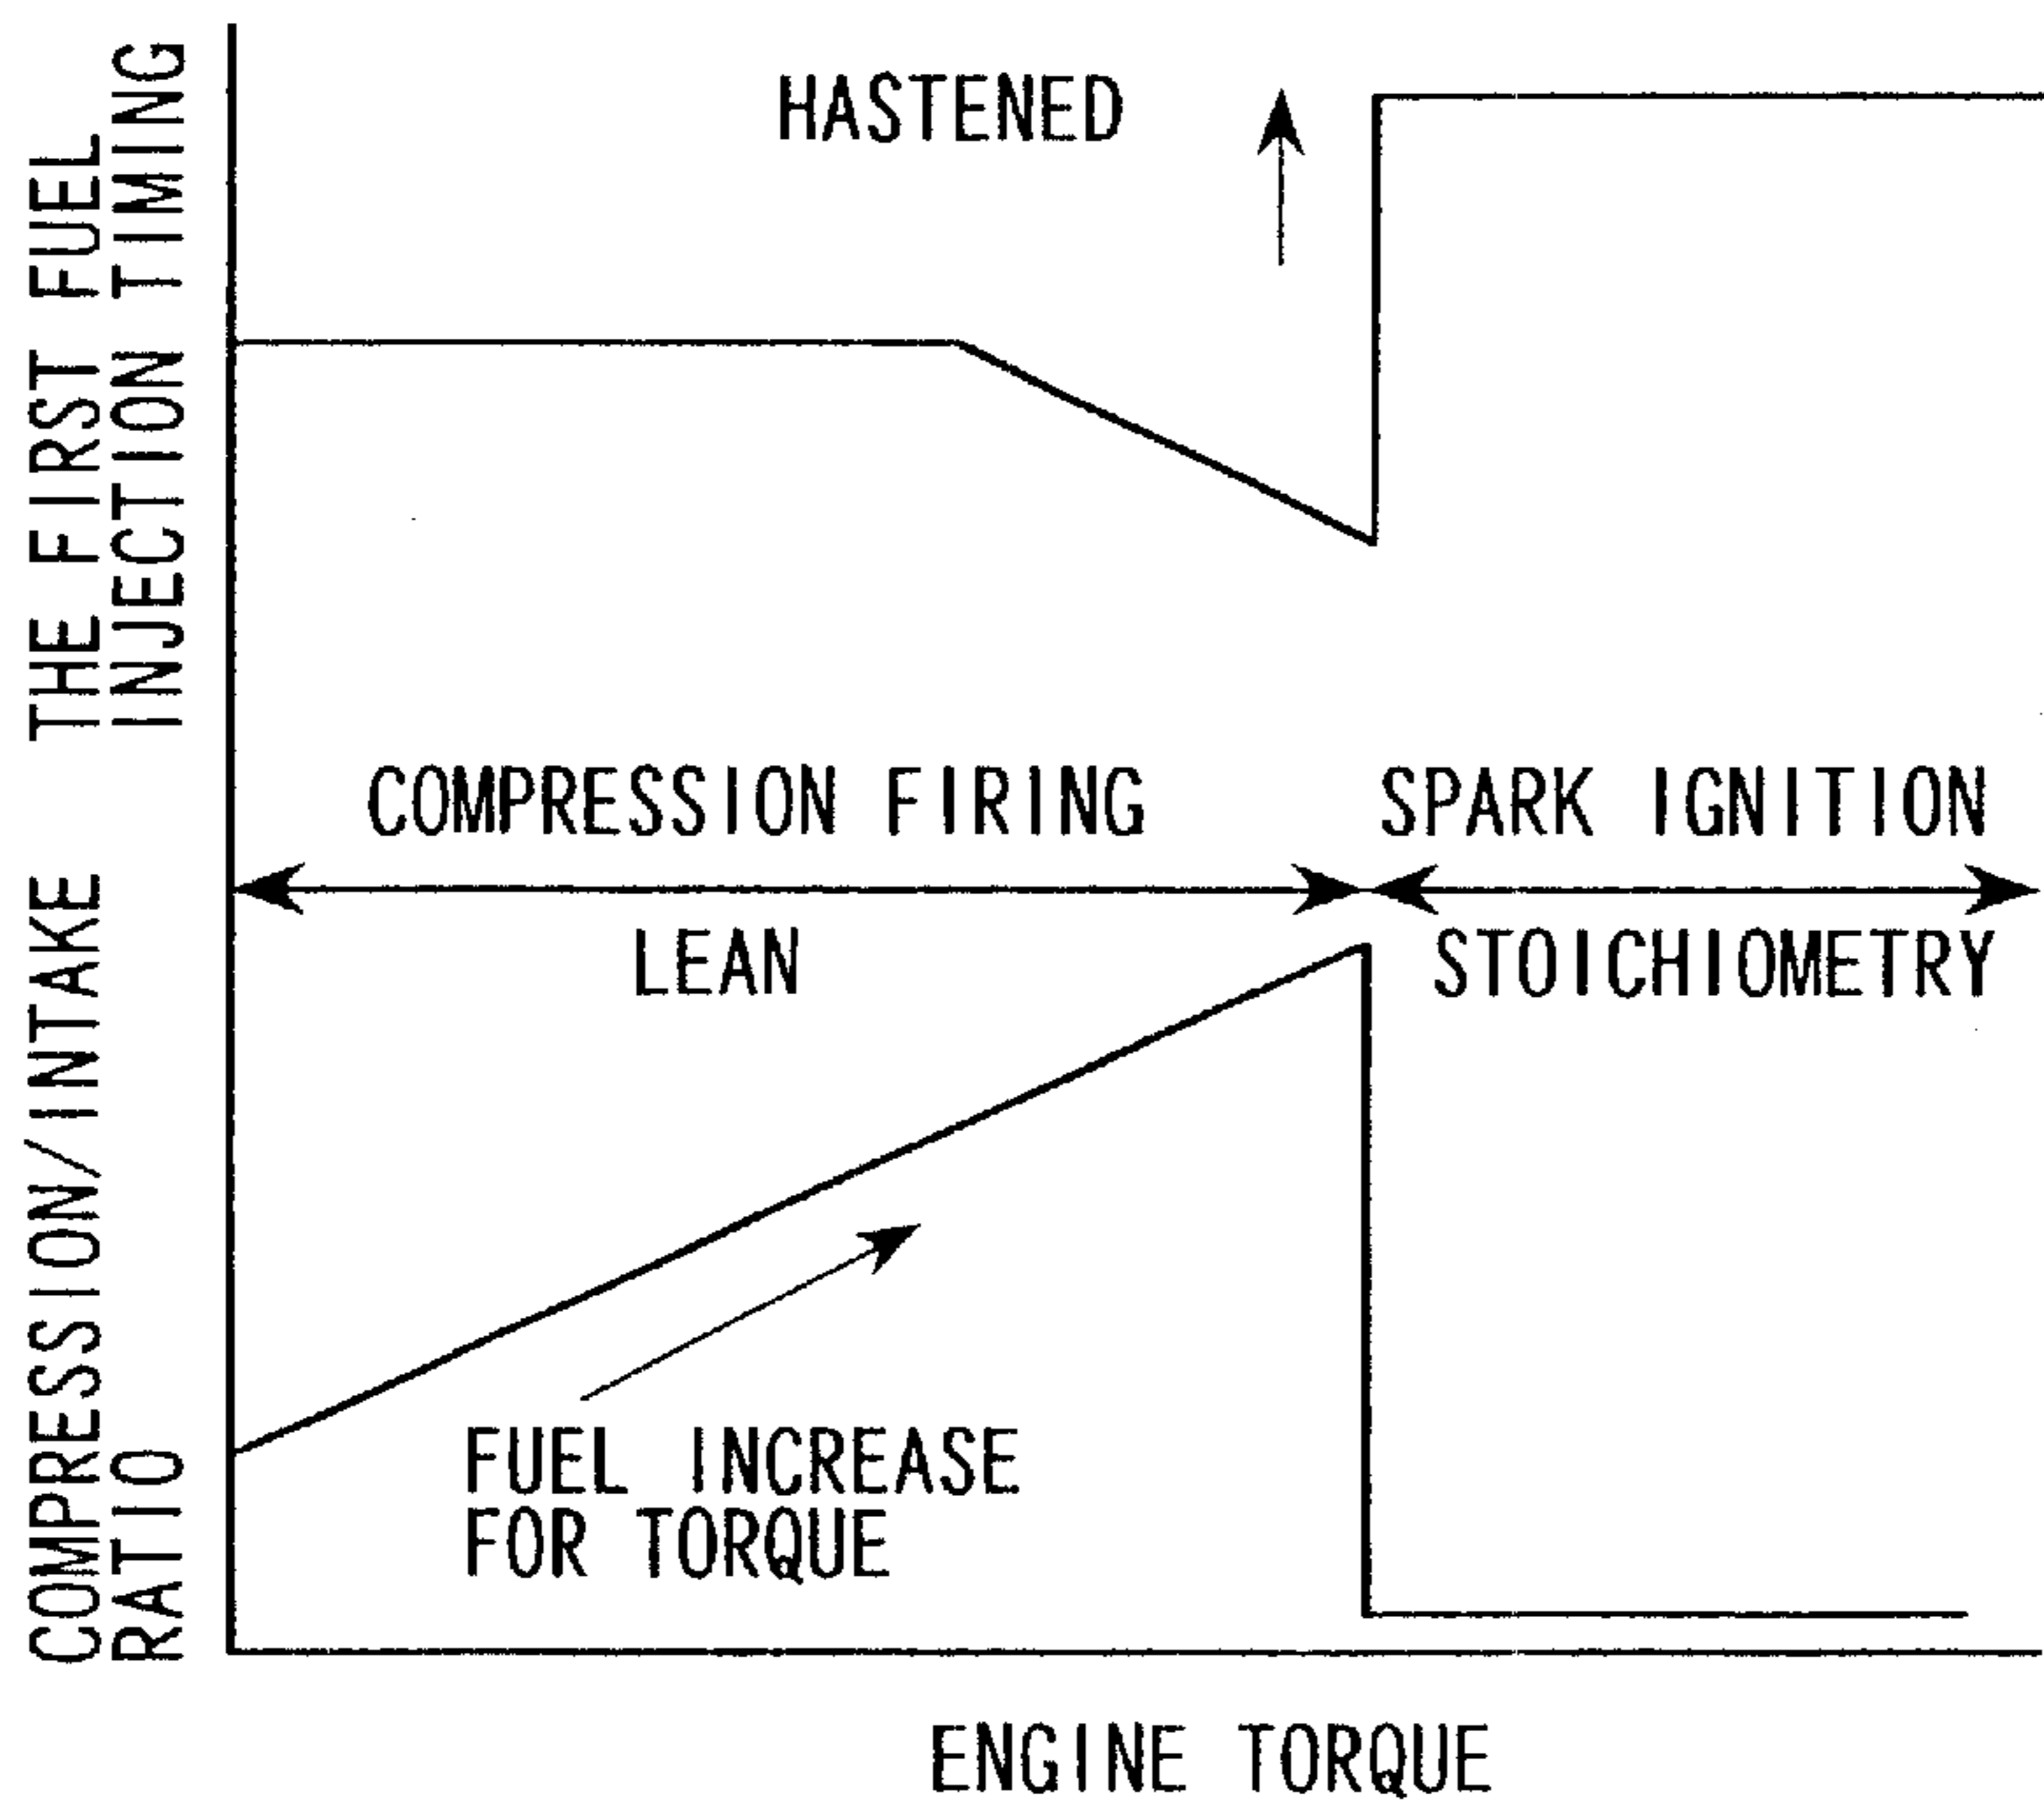 THE FIRST FUEL
INJECTION TIMING
HASTENED
COMPRESSION FIRING
SPARK IGNITION
LEAN
STOICHIOMETRY
COMPRESSION/INTAKE
RATIO
FUEL INCREASE
FOR TORQUE
ENGINE TORQUE